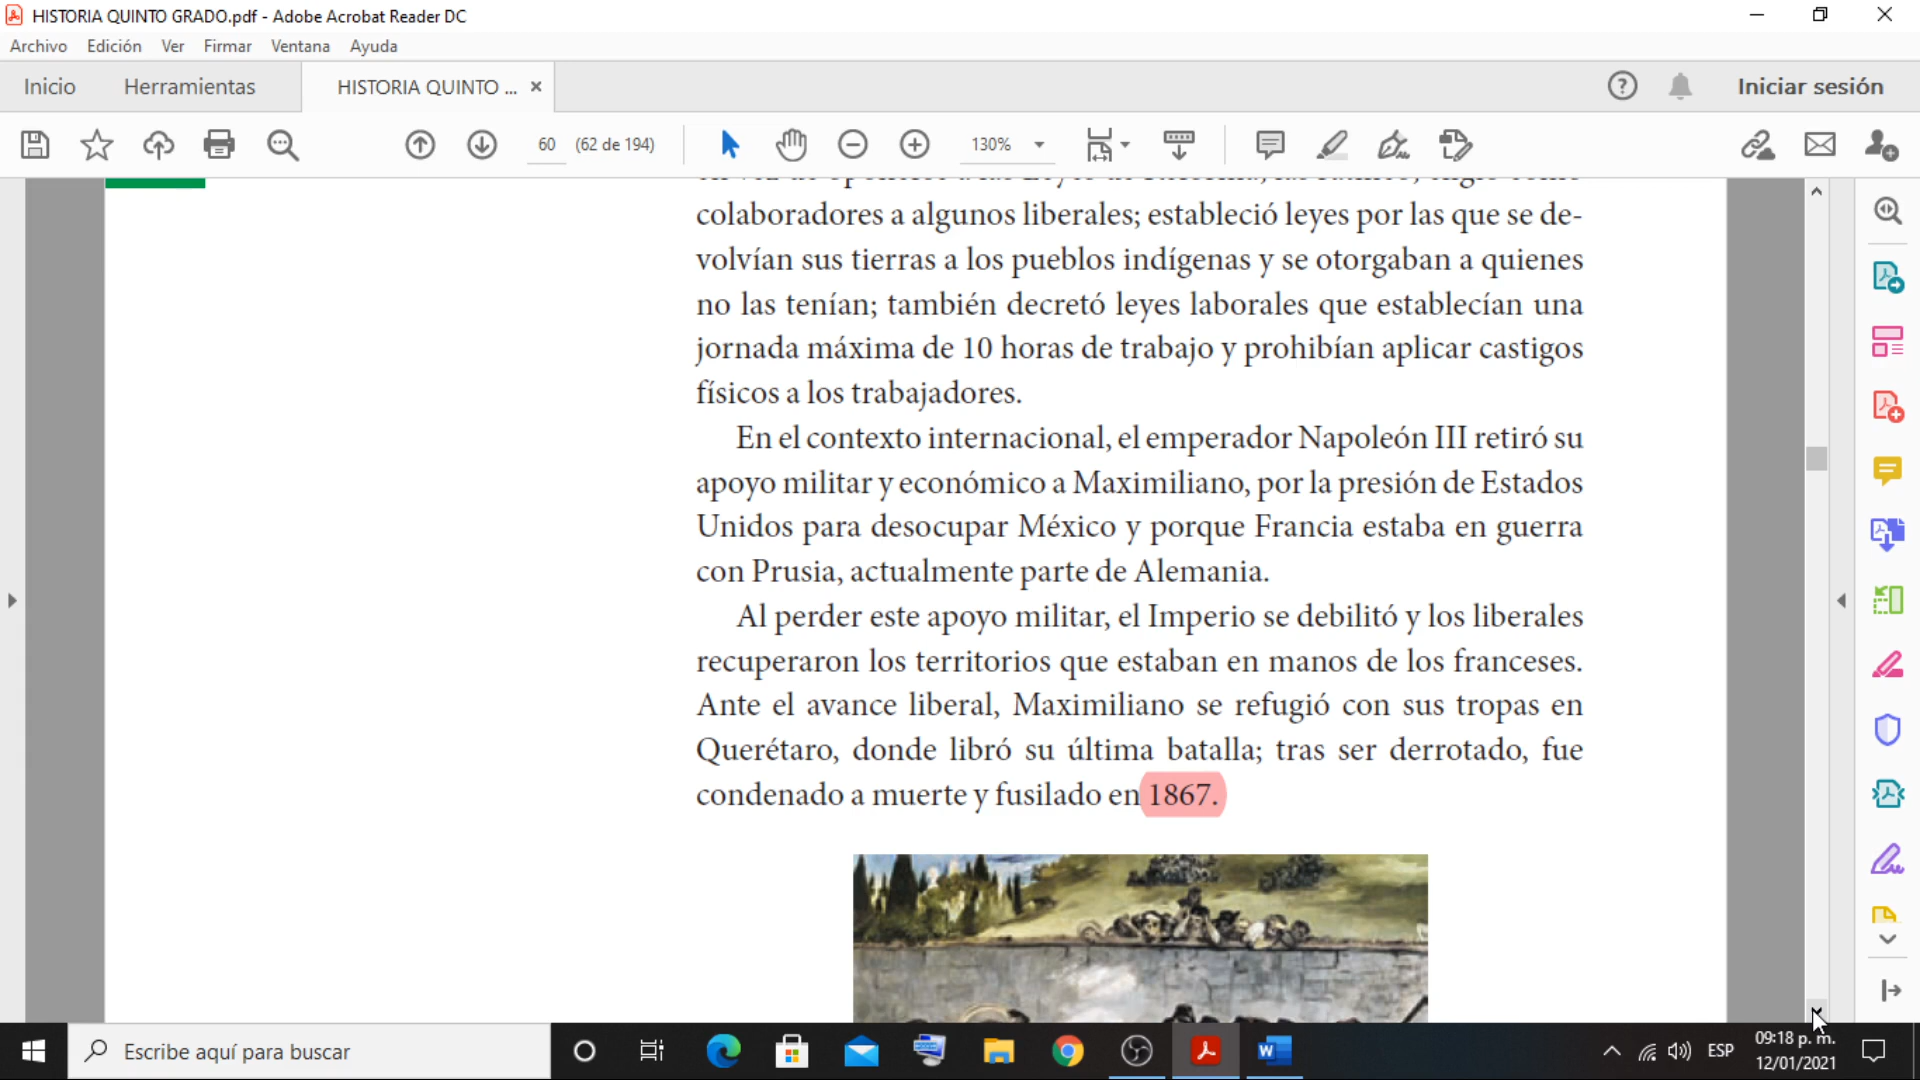 HISTORIA QUINTO GRADO.pdf - Adobe Acrobat Reader DC
Archivo Edición Ver Firmar Ventana Ayuda
Inicio Herramientas HISTORIA QUINTO ... × Iniciar sesión
60 (62 de 194) 130%
colaboradores a algunos liberales; estableció leyes por las que se de-
volvían sus tierras a los pueblos indígenas y se otorgaban a quienes
no las tenían; también decretó leyes laborales que establecían una
jornada máxima de 10 horas de trabajo y prohibían aplicar castigos
físicos a los trabajadores.
En el contexto internacional, el emperador Napoleón III retiró su
apoyo militar y económico a Maximiliano, por la presión de Estados
Unidos para desocupar México y porque Francia estaba en guerra
con Prusia, actualmente parte de Alemania.
Al perder este apoyo militar, el Imperio se debilitó y los liberales
recuperaron los territorios que estaban en manos de los franceses.
Ante el avance liberal, Maximiliano se refugió con sus tropas en
Querétaro, donde libró su última batalla; tras ser derrotado, fue
condenado a muerte y fusilado en 1867.
Escribe aquí para buscar
ESP
09:18 p. m.
12/01/2021